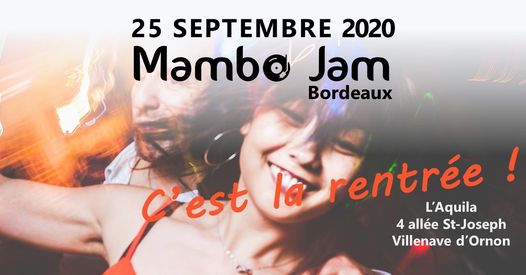 25 SEPTEMBRE 2020
Mambo Jam
Bordeaux
C'est la rentrée !
L'Aquila
4 allée St-Joseph
Villenave d'Ornon